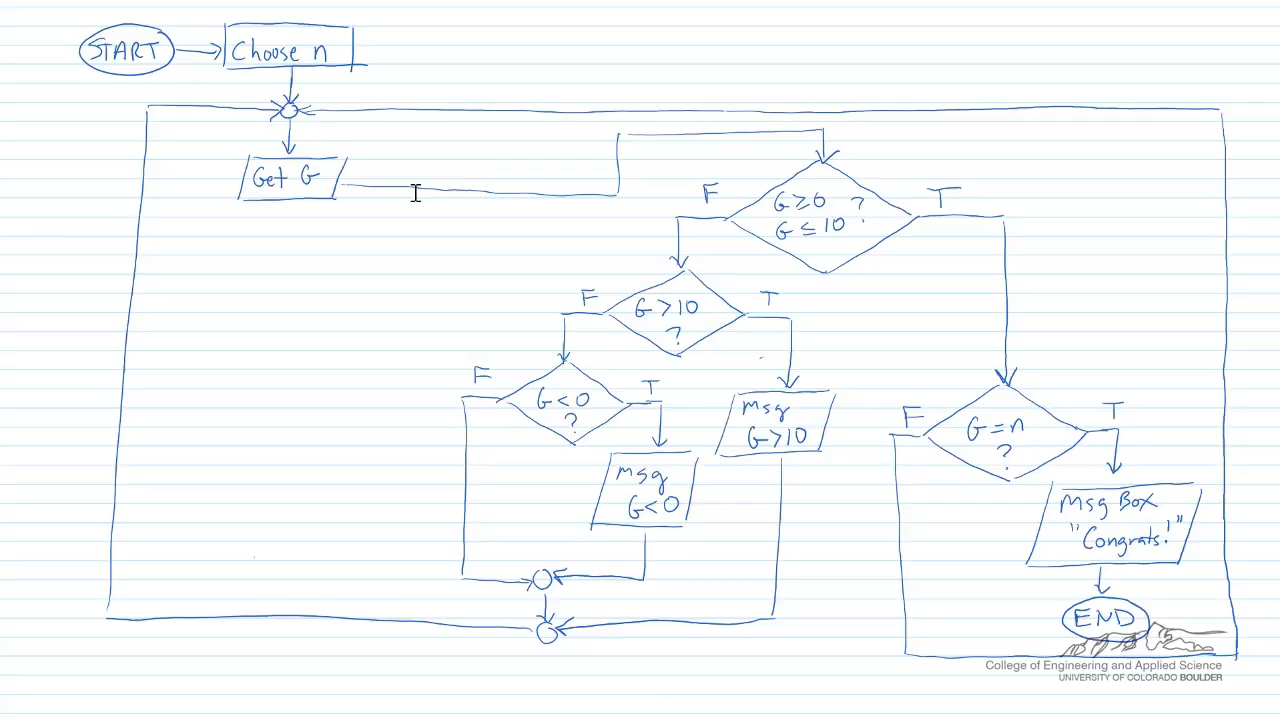 START
Choose n
Get G
G ≥ 0
G ≤ 10 ?
F
T
G > 10
?
F
T
G < 0
?
F
T
msg
G > 10
msg
G < 0
G = n
?
F
T
Msg Box
"Congrats!"
END
College of Engineering and Applied Science
UNIVERSITY OF COLORADO BOULDER